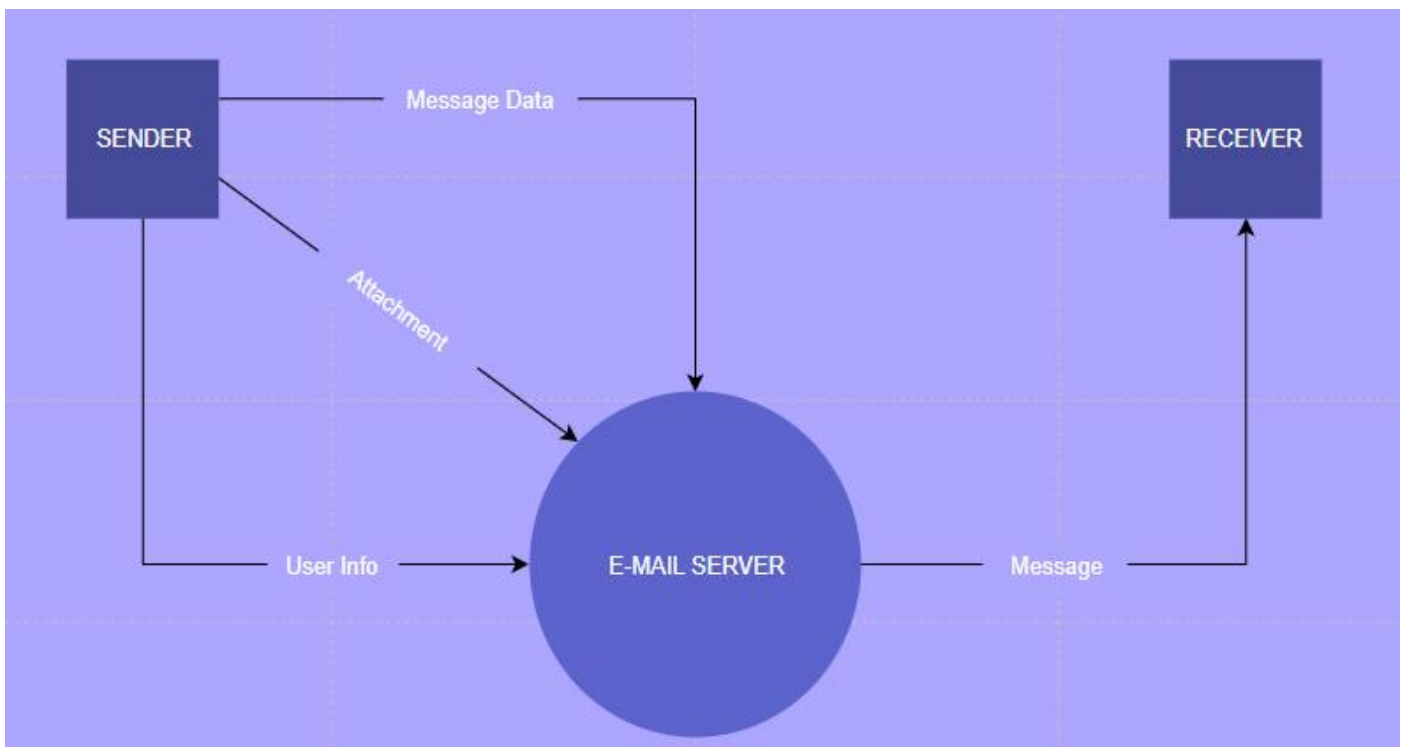 Message Data
SENDER
RECEIVER
Attachment
User Info
E-MAIL SERVER
Message